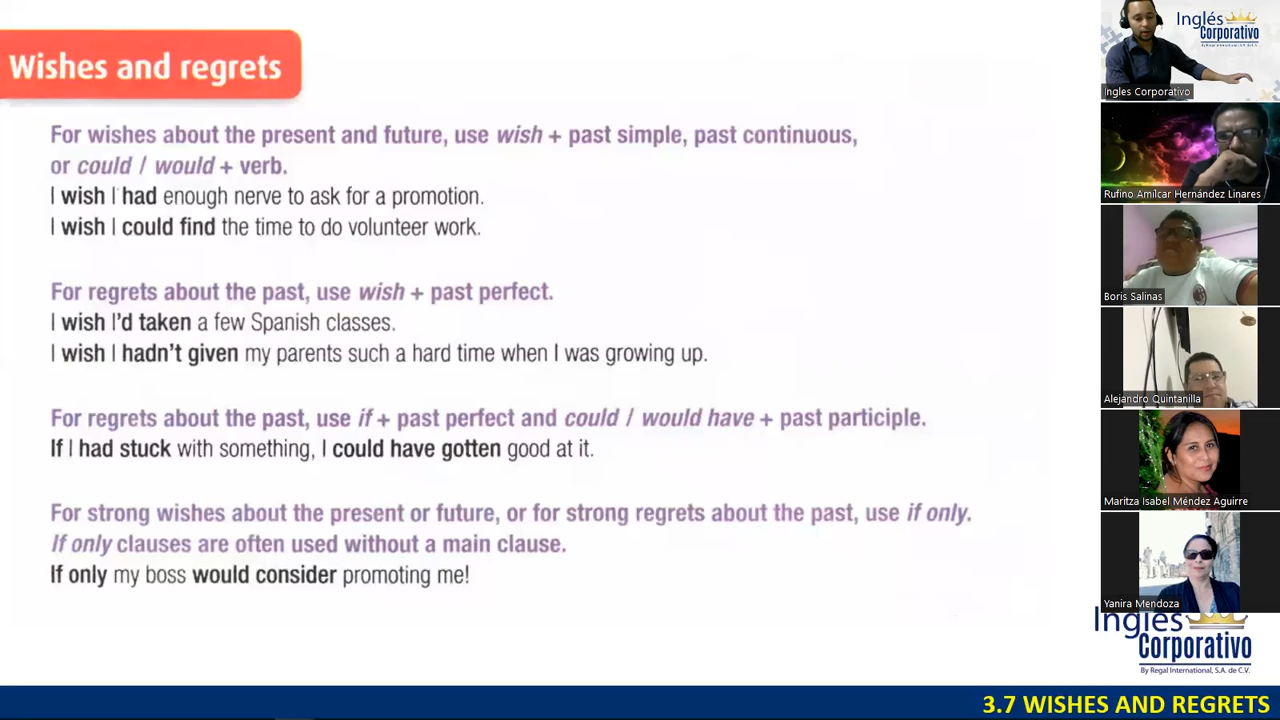 Wishes and regrets
For wishes about the present and future, use wish + past simple, past continuous,
or could / would + verb.
I wish I had enough nerve to ask for a promotion.
I wish I could find the time to do volunteer work.
For regrets about the past, use wish + past perfect.
I wish I'd taken a few Spanish classes.
I wish I hadn't given my parents such a hard time when I was growing up.
For regrets about the past, use if + past perfect and could / would have + past participle.
If I had stuck with something, I could have gotten good at it.
For strong wishes about the present or future, or for strong regrets about the past, use if only.
If only clauses are often used without a main clause.
If only my boss would consider promoting me!
Inglés
Corporativo
By Regal International, S.A. de C.V.
Ingles Corporativo
Rufino Amílcar Hernández Linares
Boris Salinas
Alejandro Quintanilla
Maritza Isabel Méndez Aguirre
Yanira Mendoza
Inglés
Corporativo
By Regal International, S.A. de C.V.
3.7 WISHES AND REGRETS